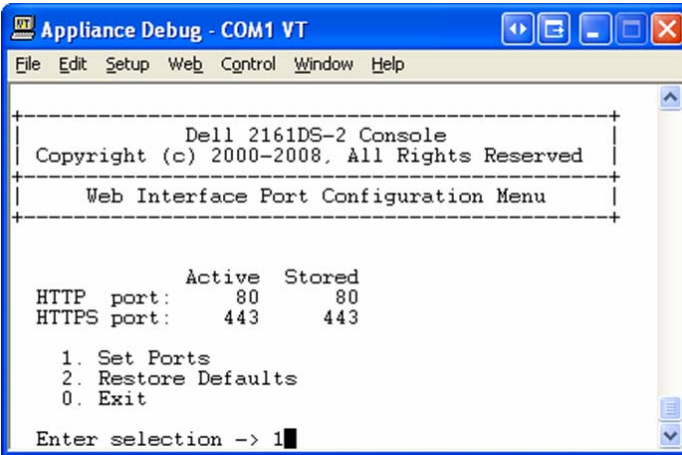 Appliance Debug - COM1 VT
File Edit Setup Web Control Window Help
Dell 2161DS-2 Console
Copyright (c) 2000-2008, All Rights Reserved
Web Interface Port Configuration Menu
Active Stored
HTTP port: 80 80
HTTPS port: 443 443
1. Set Ports
2. Restore Defaults
0. Exit
Enter selection -> 1